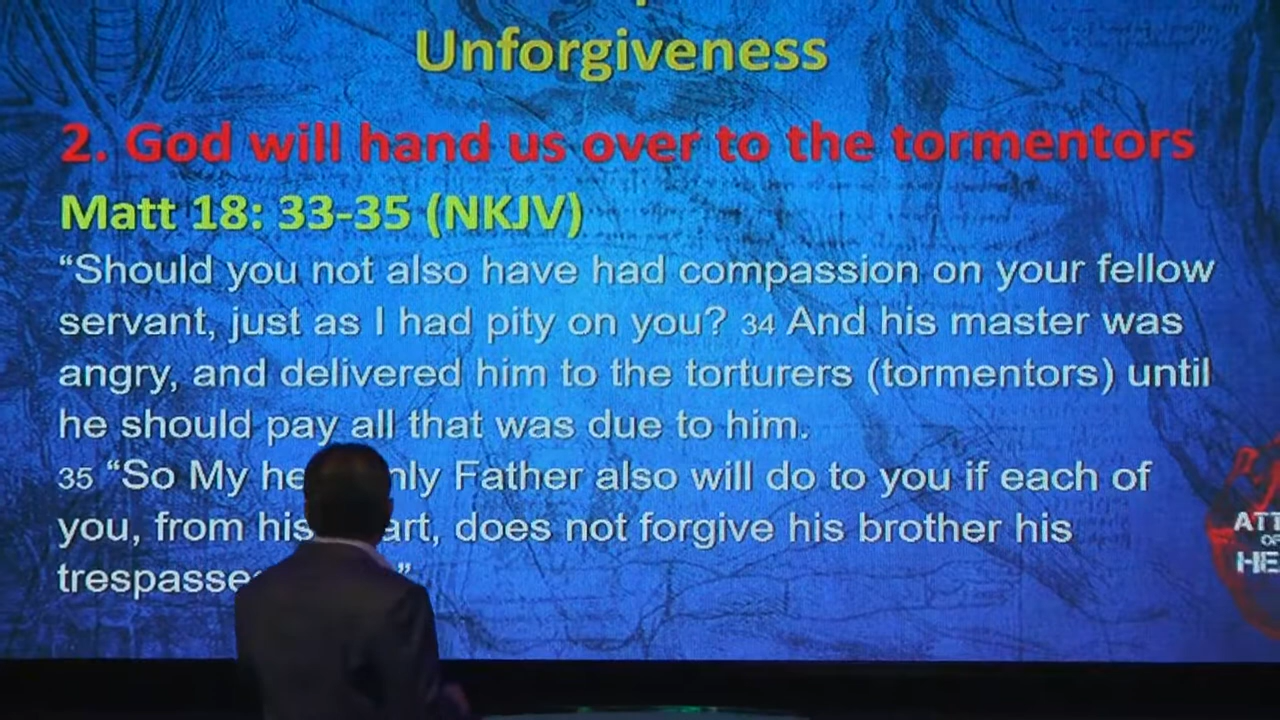 Unforgiveness
2. God will hand us over to the tormentors
Matt 18: 33-35 (NKJV)
“Should you not also have had compassion on your fellow
servant, just as I had pity on you? 34 And his master was
angry, and delivered him to the torturers (tormentors) until
he should pay all that was due to him.
35 “So My he nly Father also will do to you if each of
you, from his art, does not forgive his brother his
trespasse ”
ATT
OF
HE